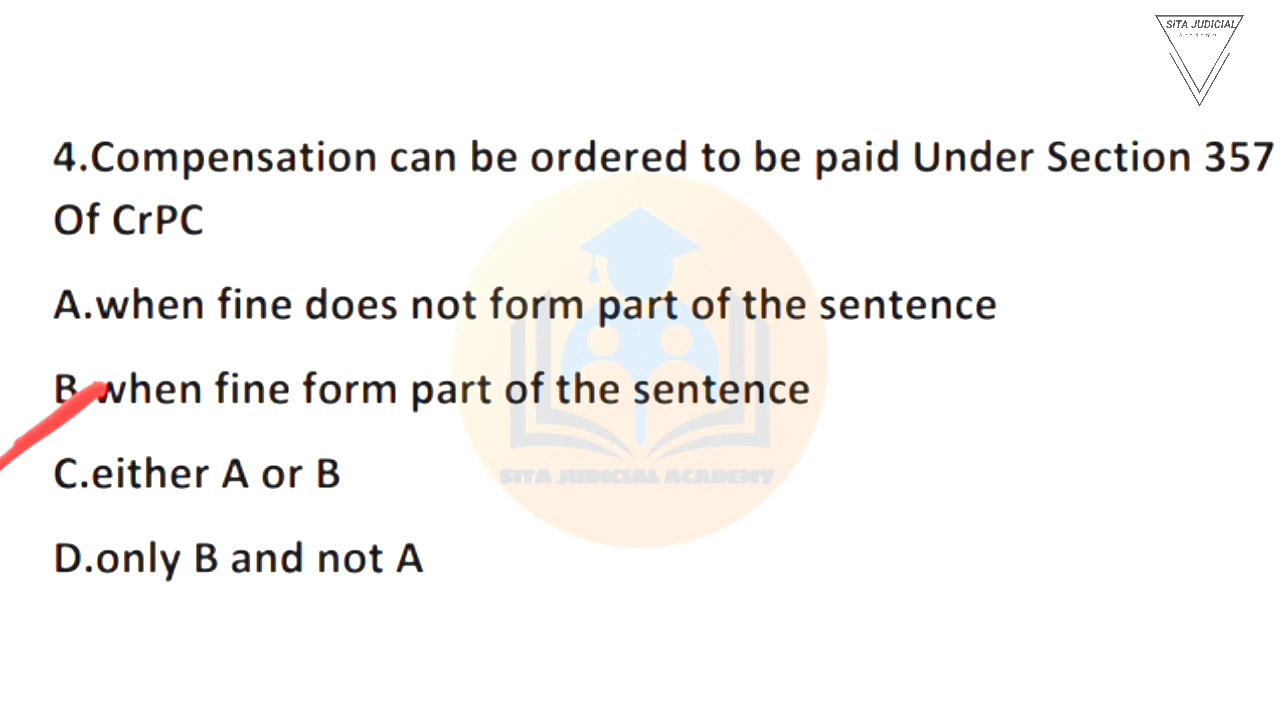 SITA JUDICIAL
Academy
4.Compensation can be ordered to be paid Under Section 357
Of CrPC
A.when fine does not form part of the sentence
B.when fine form part of the sentence
SITA JUDICIAL ACADEMY
C.either A or B
D.only B and not A